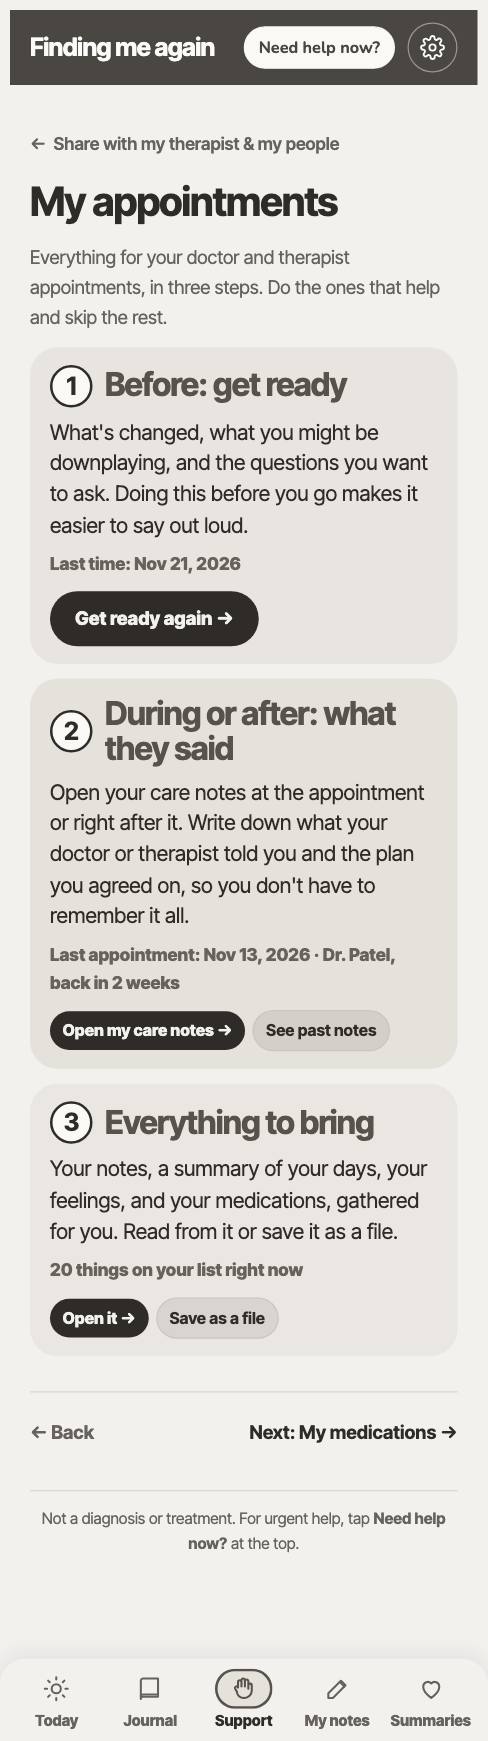 Finding me again
Need help now?
← Share with my therapist & my people
My appointments
Everything for your doctor and therapist
appointments, in three steps. Do the ones that help
and skip the rest.
1 Before: get ready
What's changed, what you might be
downplaying, and the questions you want
to ask. Doing this before you go makes it
easier to say out loud.
Last time: Nov 21, 2026
Get ready again →
2 During or after: what
they said
Open your care notes at the appointment
or right after it. Write down what your
doctor or therapist told you and the plan
you agreed on, so you don't have to
remember it all.
Last appointment: Nov 13, 2026 · Dr. Patel,
back in 2 weeks
Open my care notes → See past notes
3 Everything to bring
Your notes, a summary of your days, your
feelings, and your medications, gathered
for you. Read from it or save it as a file.
20 things on your list right now
Open it → Save as a file
← Back Next: My medications →
Not a diagnosis or treatment. For urgent help, tap Need help
now? at the top.
Today Journal Support My notes Summaries